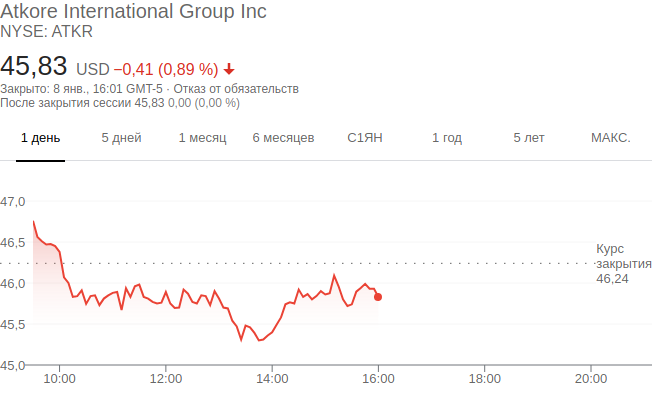 Atkore International Group Inc
NYSE: ATKR
45,83 USD −0,41 (0,89 %)
Закрыто: 8 янв., 16:01 GMT-5 · Отказ от обязательств
После закрытия сессии 45,83 0,00 (0,00 %)
1 день 5 дней 1 месяц 6 месяцев С1ЯН 1 год 5 лет МАКС.
47,0
46,5
Курс
закрытия
46,24
46,0
45,5
45,0
10:00 12:00 14:00 16:00 18:00 20:00